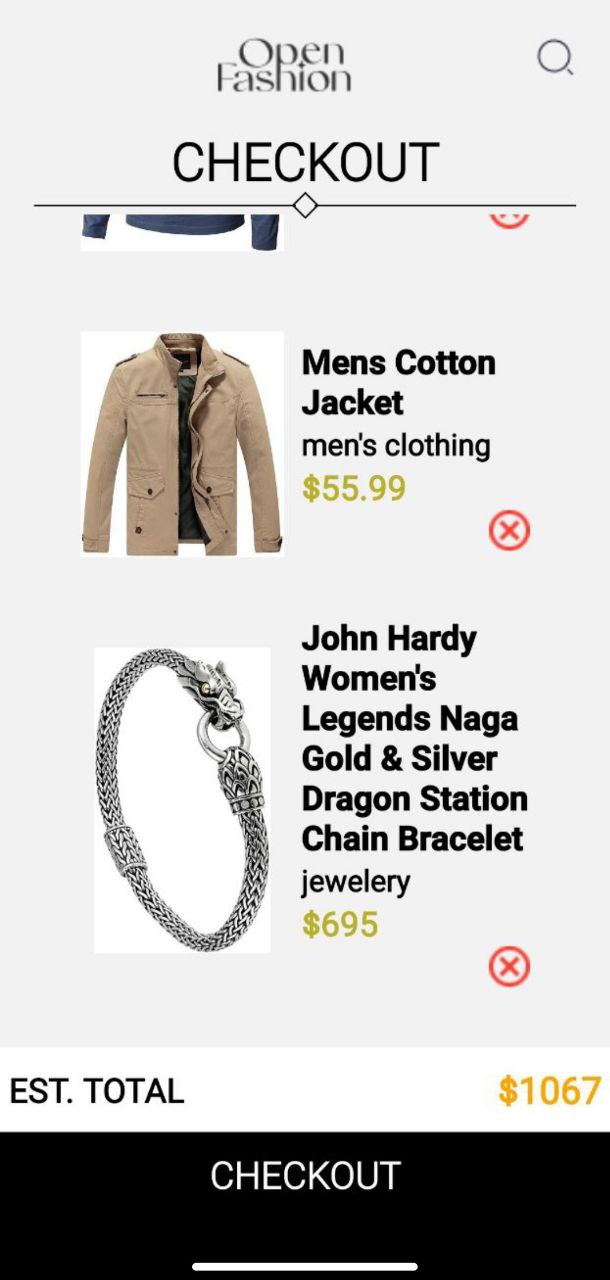 Open
Fashion
CHECKOUT
Mens Cotton
Jacket
men's clothing
$55.99
John Hardy
Women's
Legends Naga
Gold & Silver
Dragon Station
Chain Bracelet
jewelery
$695
EST. TOTAL $1067
CHECKOUT